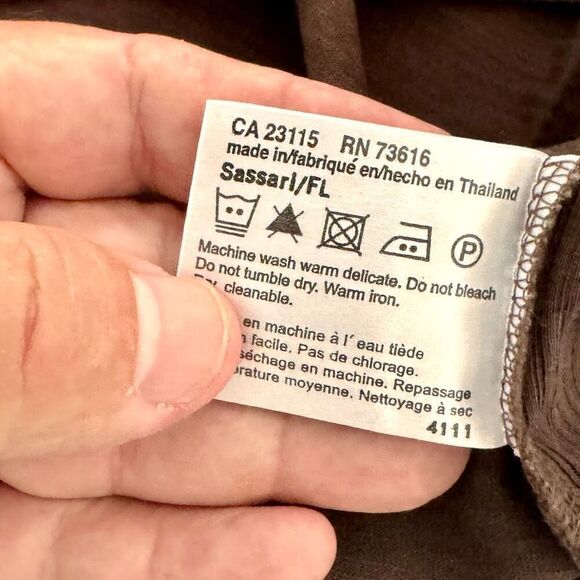 CA 23115 RN 73616
made in/fabriqué en/hecho en Thailand
Sassari/FL
P
Machine wash warm delicate. Do not bleach
Do not tumble dry. Warm iron.
cleanable.
en machine à l'eau tiède
facile. Pas de chlorage.
séchage en machine. Repassage
moyenne. Nettoyage à sec
4111